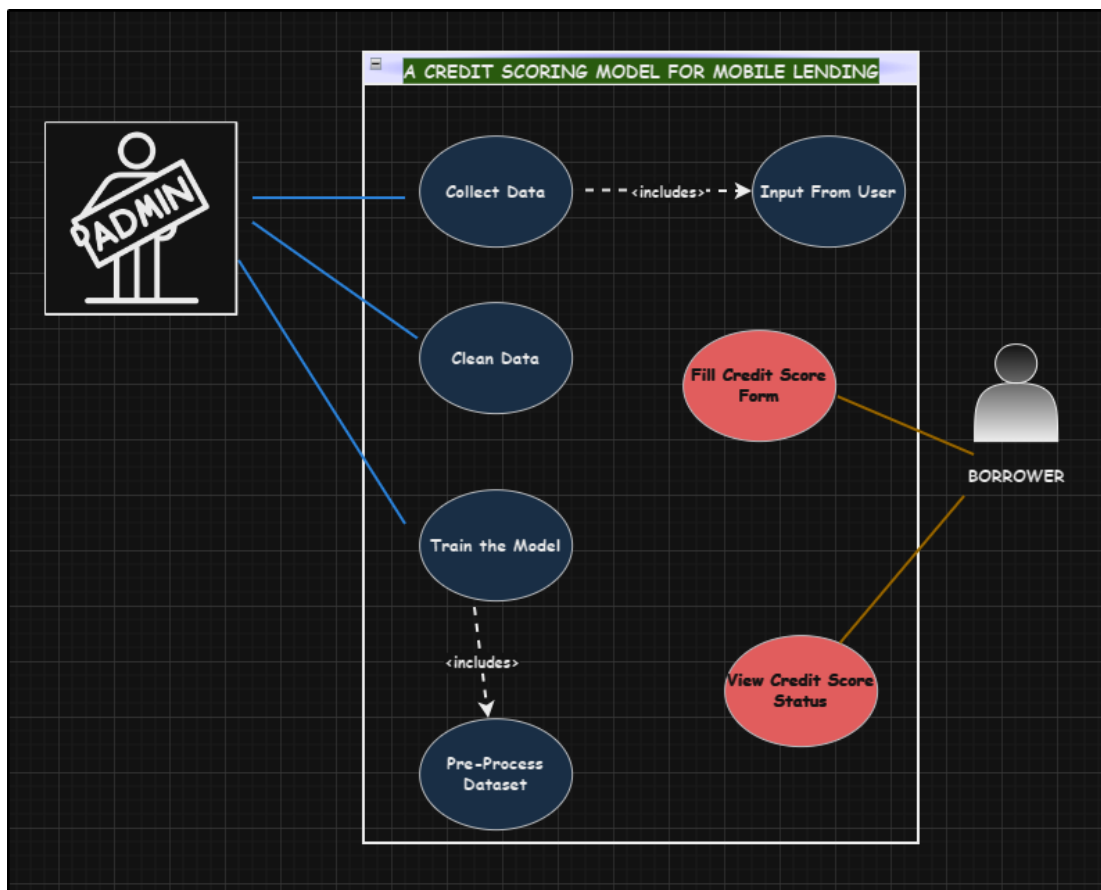 A CREDIT SCORING MODEL FOR MOBILE LENDING
ADMIN
Collect Data
<includes>
Input From User
Clean Data
Fill Credit Score
Form
BORROWER
Train the Model
<includes>
View Credit Score
Status
Pre-Process
Dataset